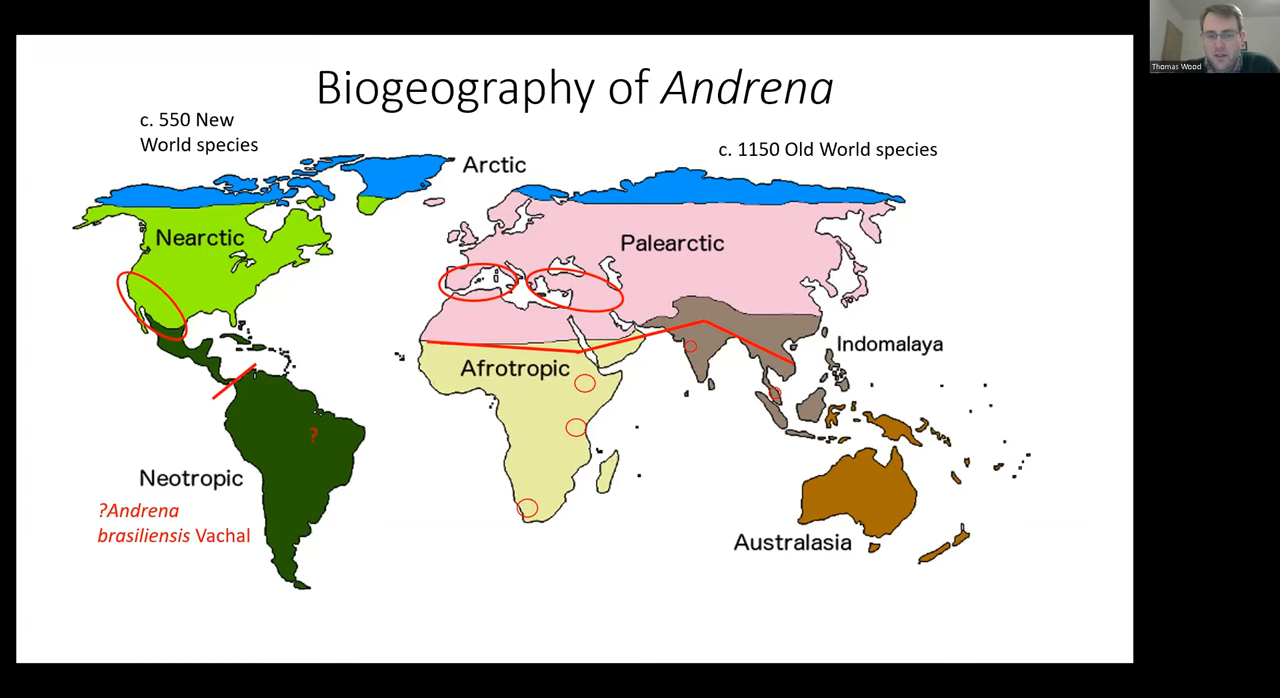 Biogeography of Andrena
c. 550 New
World species
c. 1150 Old World species
Arctic
Nearctic
Palearctic
Indomalaya
Afrotropic
?
Neotropic
?Andrena
brasiliensis Vachal
Australasia
Thomas Wood